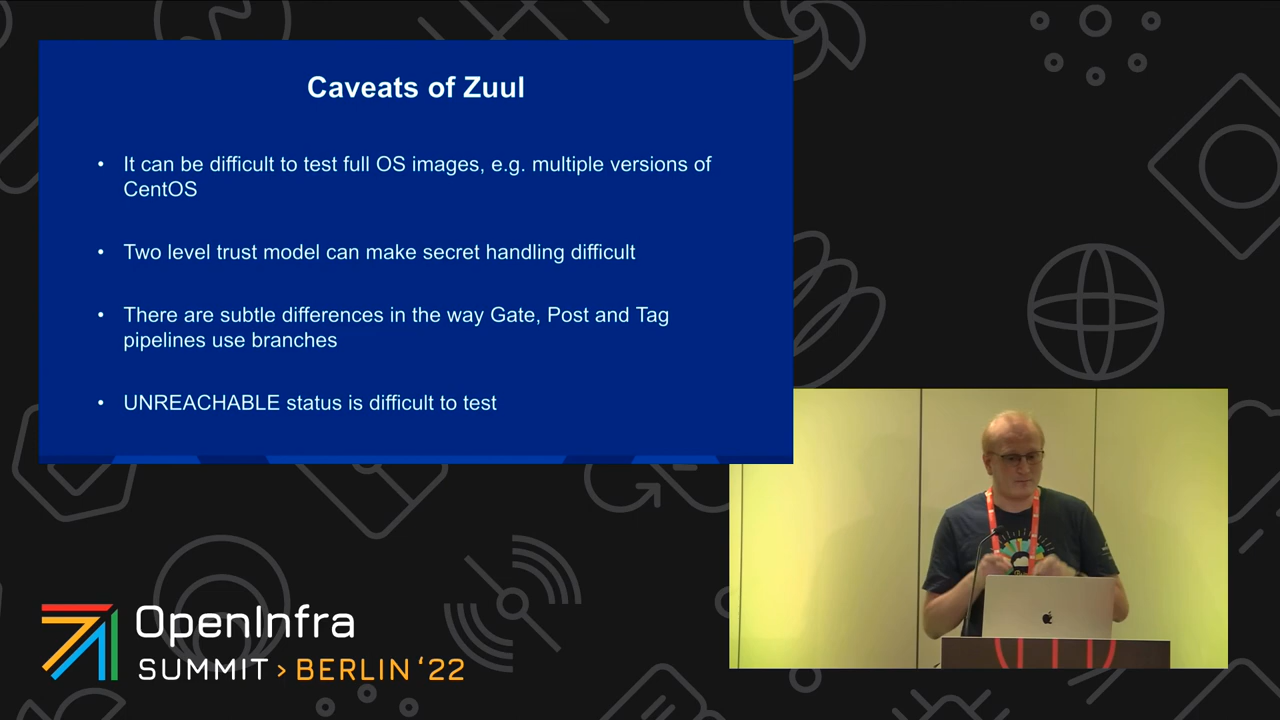 Caveats of Zuul
• It can be difficult to test full OS images, e.g. multiple versions of
CentOS
• Two level trust model can make secret handling difficult
• There are subtle differences in the way Gate, Post and Tag
pipelines use branches
• UNREACHABLE status is difficult to test
OpenInfra
SUMMIT > BERLIN ‘22